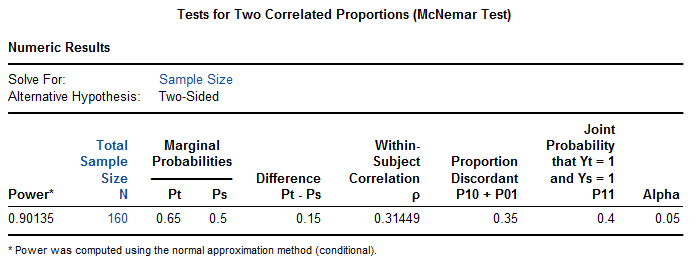 Tests for Two Correlated Proportions (McNemar Test)
Numeric Results
Solve For: Sample Size
Alternative Hypothesis: Two-Sided
Joint
Total Within- Probability
Sample Marginal Subject Proportion that Yt = 1
Size Probabilities Difference Correlation Discordant and Ys = 1
Power* N Pt Ps Pt - Ps ρ P10 + P01 P11 Alpha
0.90135 160 0.65 0.5 0.15 0.31449 0.35 0.4 0.05
* Power was computed using the normal approximation method (conditional).